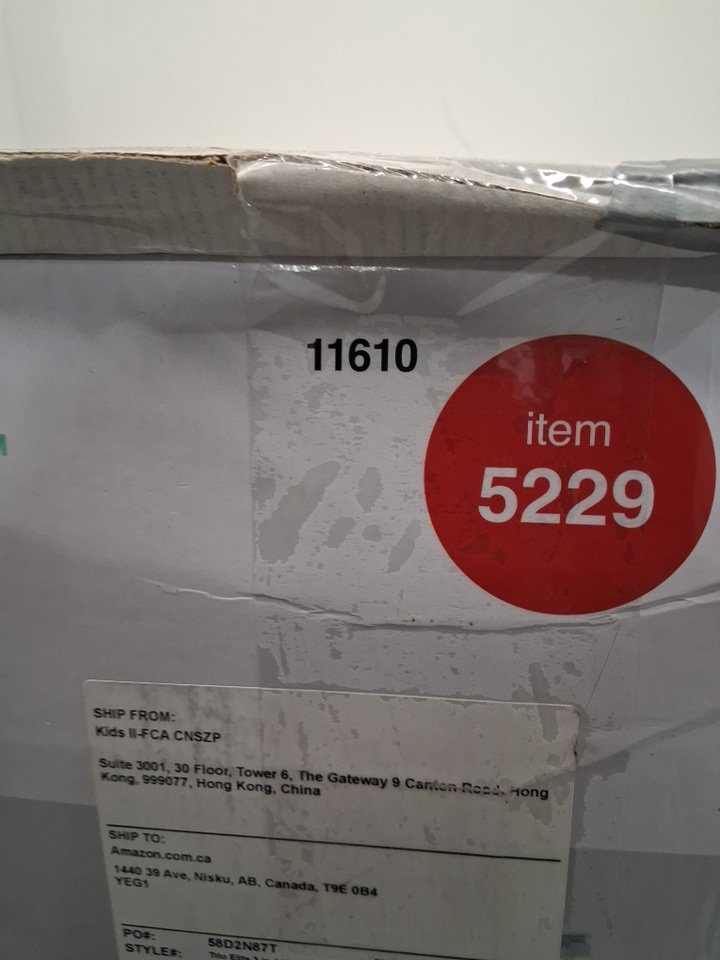 11610
item
5229
SHIP FROM:
Kids II-FCA CNSZP
Suite 3001, 30 Floor, Tower 6, The Gateway 9 Canton Road, Hong
Kong, 999077, Hong Kong, China
SHIP TO:
Amazon.com.ca
1440 39 Ave, Nisku, AB, Canada, T9E 0B4
YEG1
PO#: 58D2N87T
STYLE#: Trio Elite